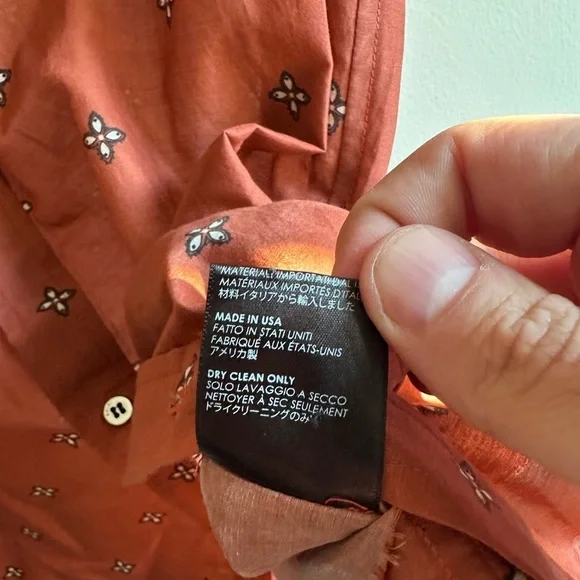 MATERIALI IMPORTATI DAL
MATÉRIAUX IMPORTÉS D'ITAL
材料イタリアから輸入しました
MADE IN USA
FATTO IN STATI UNITI
FABRIQUÉ AUX ÉTATS-UNIS
アメリカ製
DRY CLEAN ONLY
SOLO LAVAGGIO A SECCO
NETTOYER À SEC SEULEMENT
ドライクリーニングのみ